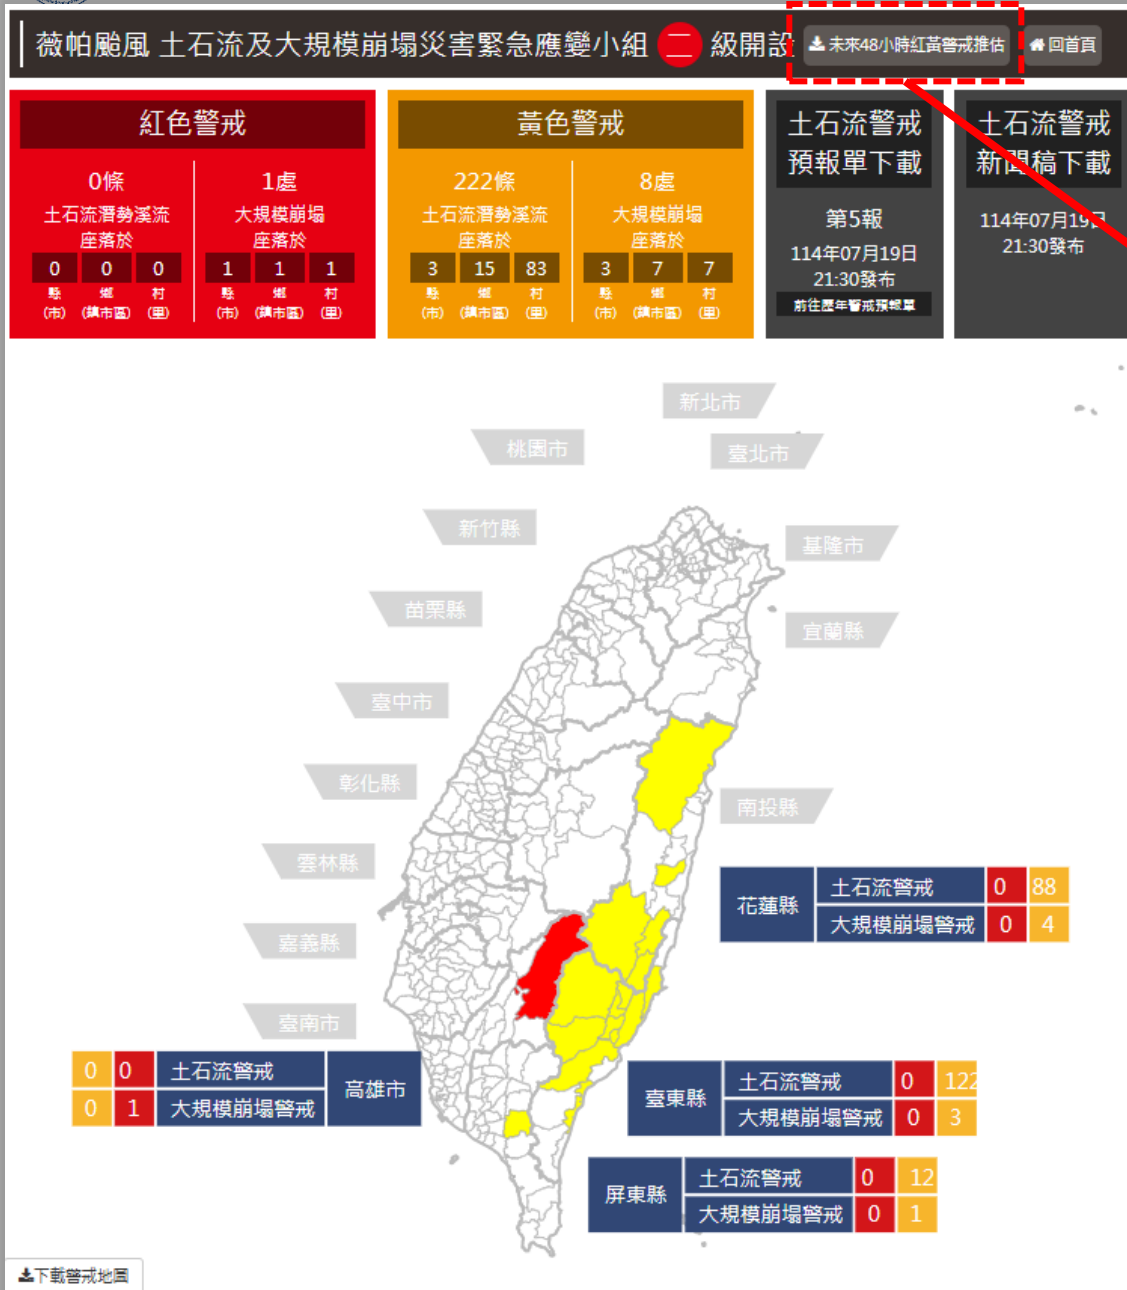 薇帕颱風 土石流及大規模崩塌災害緊急應變小組 二 級開設
未來48小時紅黃警戒推估
回首頁
紅色警戒
0條
土石流潛勢溪流
座落於
0 0 0
縣 鄉 村
(市) (鎮市區) (里)
1處
大規模崩塌
座落於
1 1 1
縣 鄉 村
(市) (鎮市區) (里)
黃色警戒
222條
土石流潛勢溪流
座落於
3 15 83
縣 鄉 村
(市) (鎮市區) (里)
8處
大規模崩塌
座落於
3 7 7
縣 鄉 村
(市) (鎮市區) (里)
土石流警戒
預報單下載
第5報
114年07月19日
21:30發布
前往歷年警戒預報單
土石流警戒
新聞稿下載
114年07月19日
21:30發布
新北市
桃園市
臺北市
新竹縣
基隆市
苗栗縣
宜蘭縣
臺中市
彰化縣
南投縣
雲林縣
花蓮縣
土石流警戒 0 88
大規模崩塌警戒 0 4
嘉義縣
臺南市
0 0 土石流警戒
0 1 大規模崩塌警戒
高雄市
臺東縣
土石流警戒 0 122
大規模崩塌警戒 0 3
屏東縣
土石流警戒 0 12
大規模崩塌警戒 0 1
下載警戒地圖